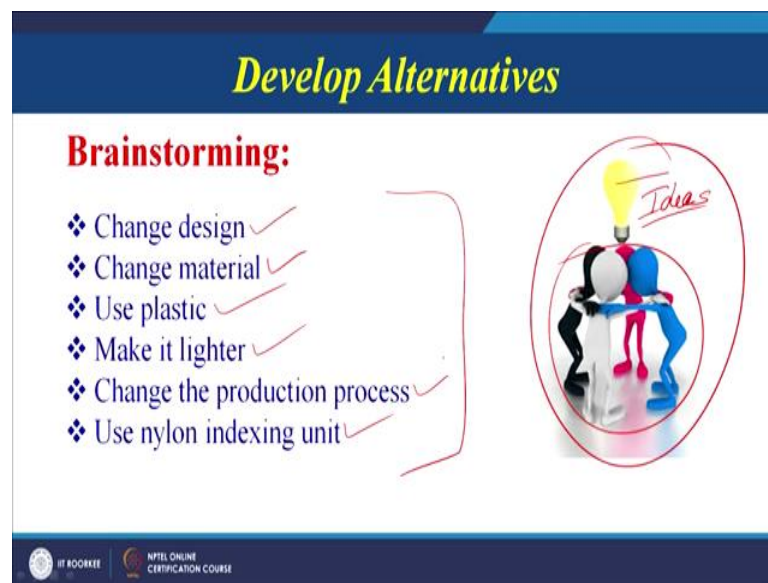 Develop Alternatives
Brainstorming:
❖ Change design
❖ Change material
❖ Use plastic
❖ Make it lighter
❖ Change the production process
❖ Use nylon indexing unit
Ideas
IIT ROORKEE
NPTEL ONLINE
CERTIFICATION COURSE